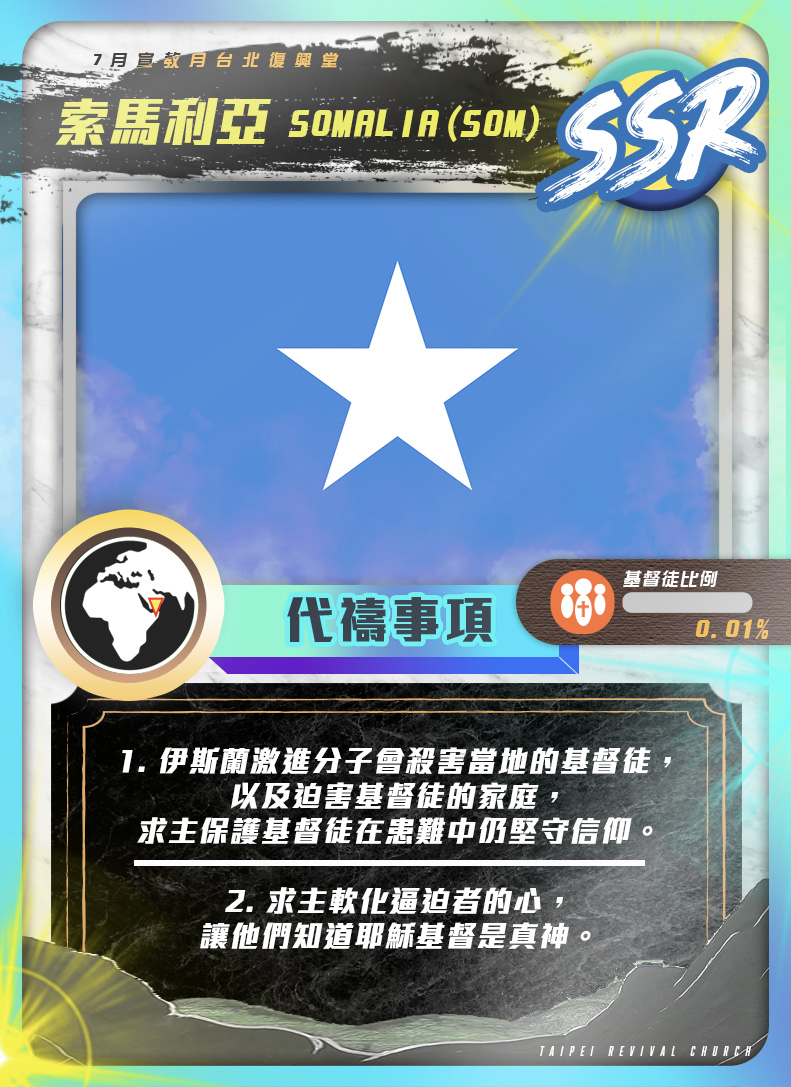 7月宣教月台北復興堂
索馬利亞 SOMALIA(SOM)
SSR
基督徒比例
0.01%
代禱事項
1. 伊斯蘭激進分子會殺害當地的基督徒，
以及迫害基督徒的家庭，
求主保護基督徒在患難中仍堅守信仰。
2. 求主軟化逼迫者的心，
讓他們知道耶穌基督是真神。
TAIPEI REVIVAL CHURCH